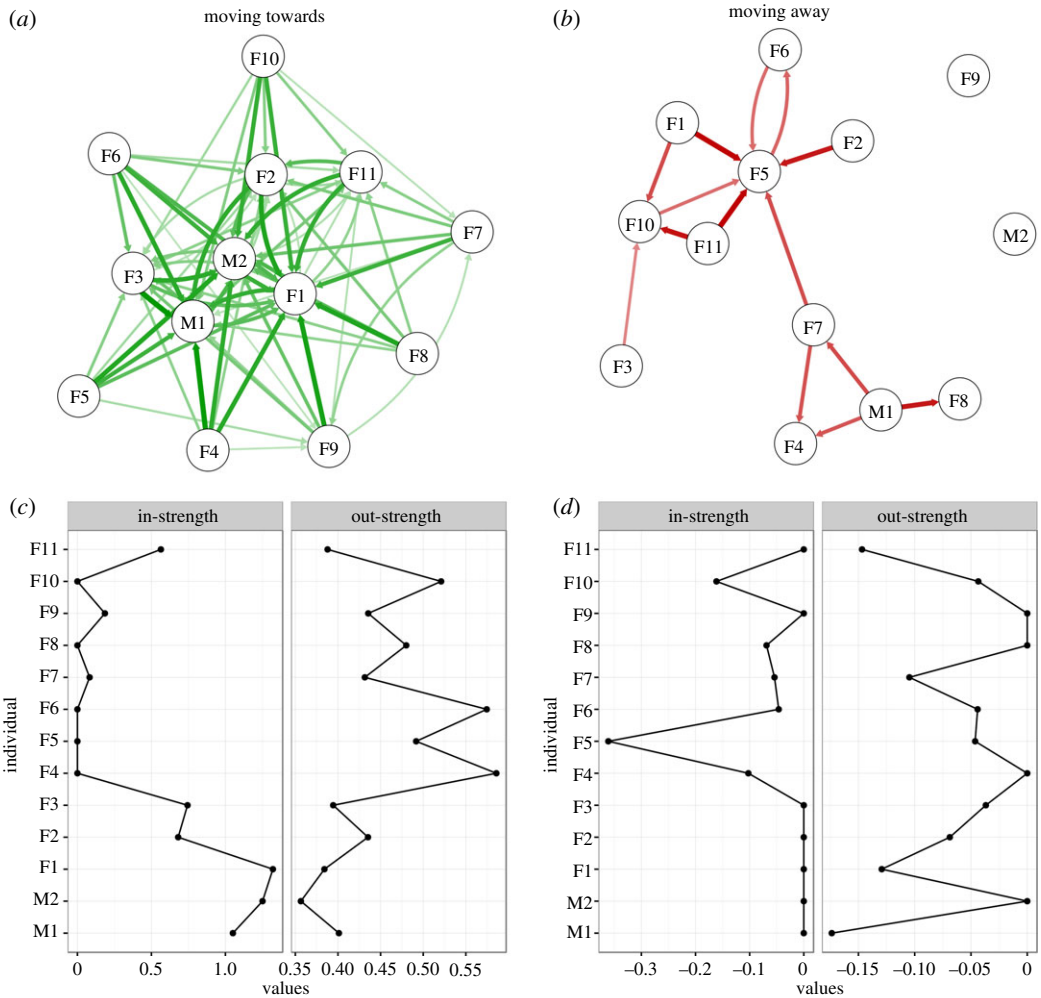 (a)
moving towards
F10
F6
F2
F11
F7
M2
F3
F1
M1
F8
F5
F4
F9
(b)
moving away
F6
F9
F1
F2
F5
F10
F11
M2
F7
F3
M1
F8
F4
(c)
in-strength
out-strength
individual
F11
F10
F9
F8
F7
F6
F5
F4
F3
F2
F1
M2
M1
0 0.5 1.0
0.35 0.40 0.45 0.50 0.55
values
(d)
in-strength
out-strength
individual
F11
F10
F9
F8
F7
F6
F5
F4
F3
F2
F1
M2
M1
−0.3 −0.2 −0.1 0
−0.15 −0.10 −0.05 0
values